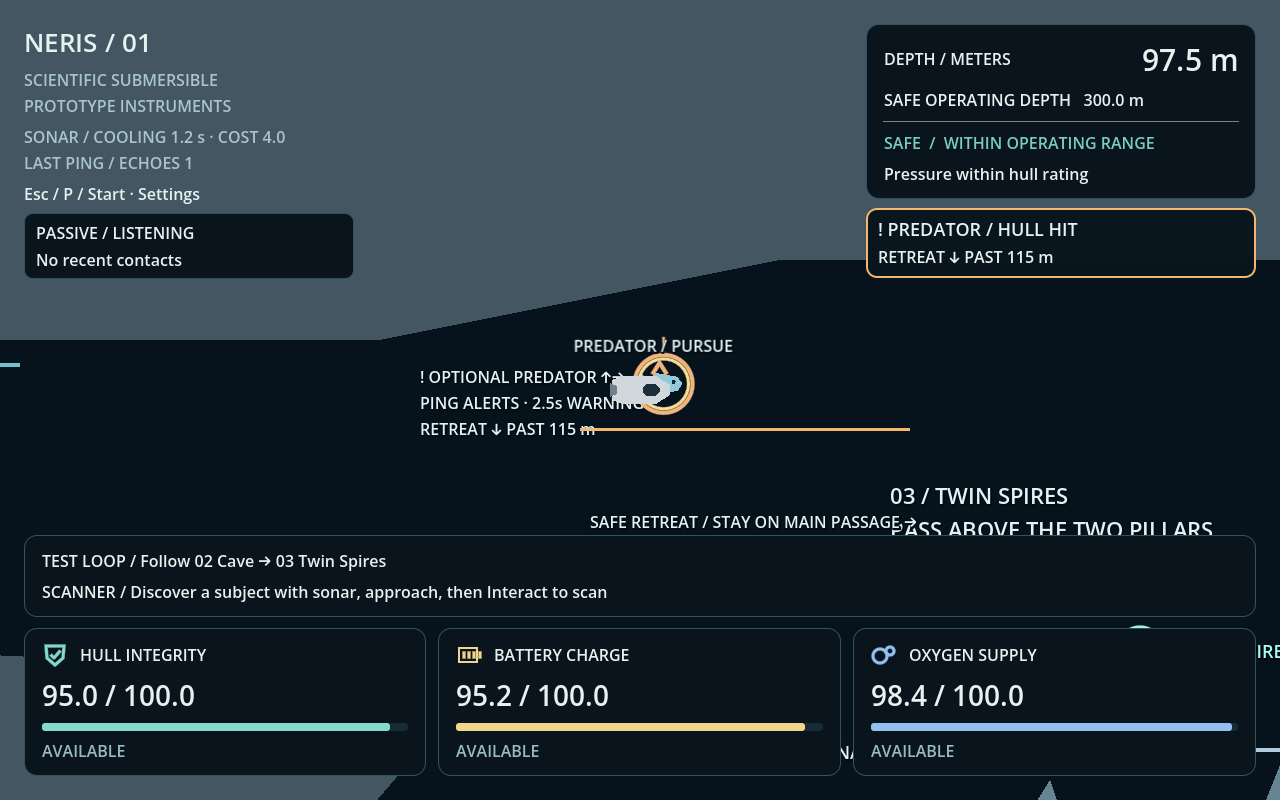 NERIS / 01
SCIENTIFIC SUBMERSIBLE
PROTOTYPE INSTRUMENTS
SONAR / COOLING 1.2 s · COST 4.0
LAST PING / ECHOES 1
Esc / P / Start · Settings
PASSIVE / LISTENING
No recent contacts
DEPTH / METERS 97.5 m
SAFE OPERATING DEPTH 300.0 m
SAFE / WITHIN OPERATING RANGE
Pressure within hull rating
! PREDATOR / HULL HIT
RETREAT ↓ PAST 115 m
PREDATOR / PURSUE
! OPTIONAL PREDATOR ↑→
PING ALERTS · 2.5s WARNING
RETREAT ↓ PAST 115 m
03 / TWIN SPIRES
SAFE RETREAT / STAY ON MAIN PASSAGE →
PASS ABOVE THE TWO PILLARS
TEST LOOP / Follow 02 Cave → 03 Twin Spires
SCANNER / Discover a subject with sonar, approach, then Interact to scan
HULL INTEGRITY
95.0 / 100.0
AVAILABLE
BATTERY CHARGE
95.2 / 100.0
AVAILABLE
OXYGEN SUPPLY
98.4 / 100.0
AVAILABLE